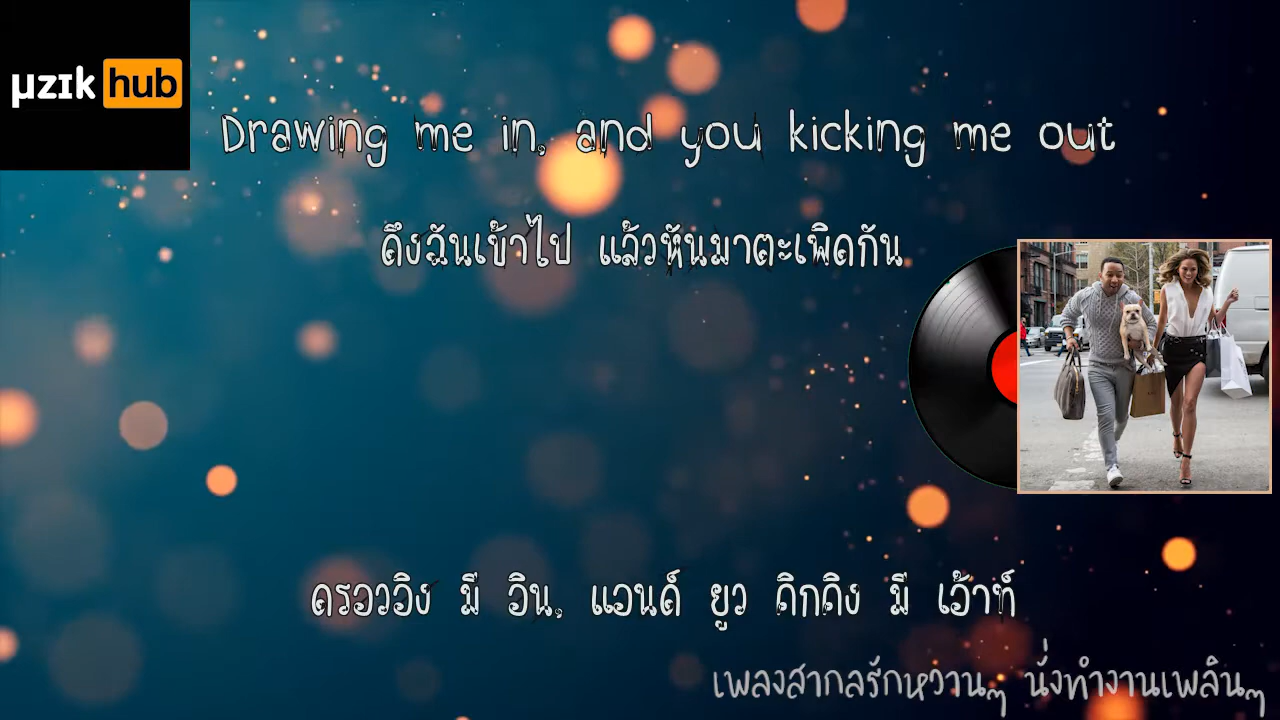 µzIk hub
Drawing me in, and you kicking me out
ดึงฉันเข้าไป แล้วหันมาตะเพิดกัน
ดรอววิง มี อิน, แอนด์ ยูว คิกคิง มี เอ้าท์
เพลงสากลรักหวานๆ นั่งทำงานเพลินๆ